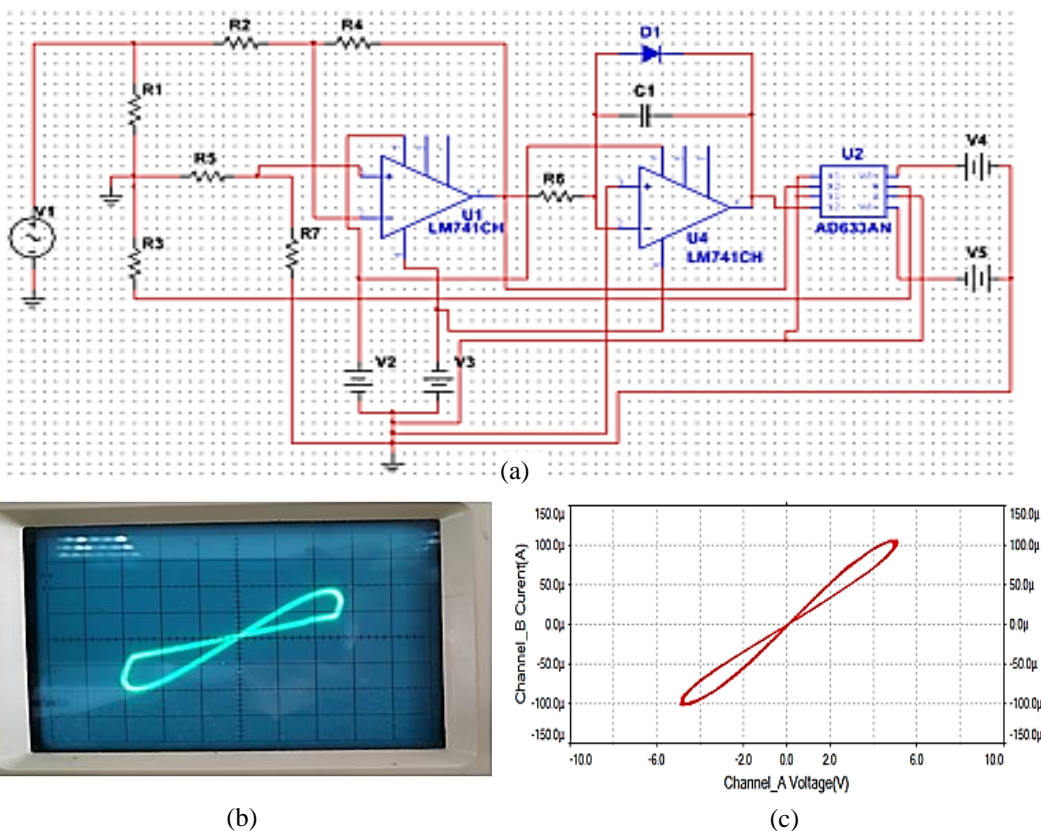 R2 R4
D1
R1
C1
R5
V4
U2
R6
V1
U1
LM741CH
R3
R7
U4
LM741CH
AD633AN
V5
V2 V3
(a)
150.0μ 150.0μ
100.0μ 100.0μ
50.0μ 50.0μ
0.0μ 0.0μ
-50.0μ -50.0μ
-100.0μ -100.0μ
-150.0μ -150.0μ
Channel_B Curent(A)
-10.0 -6.0 -2.0 0.0 2.0 6.0 10.0
Channel_A Voltage(V)
(b) (c)